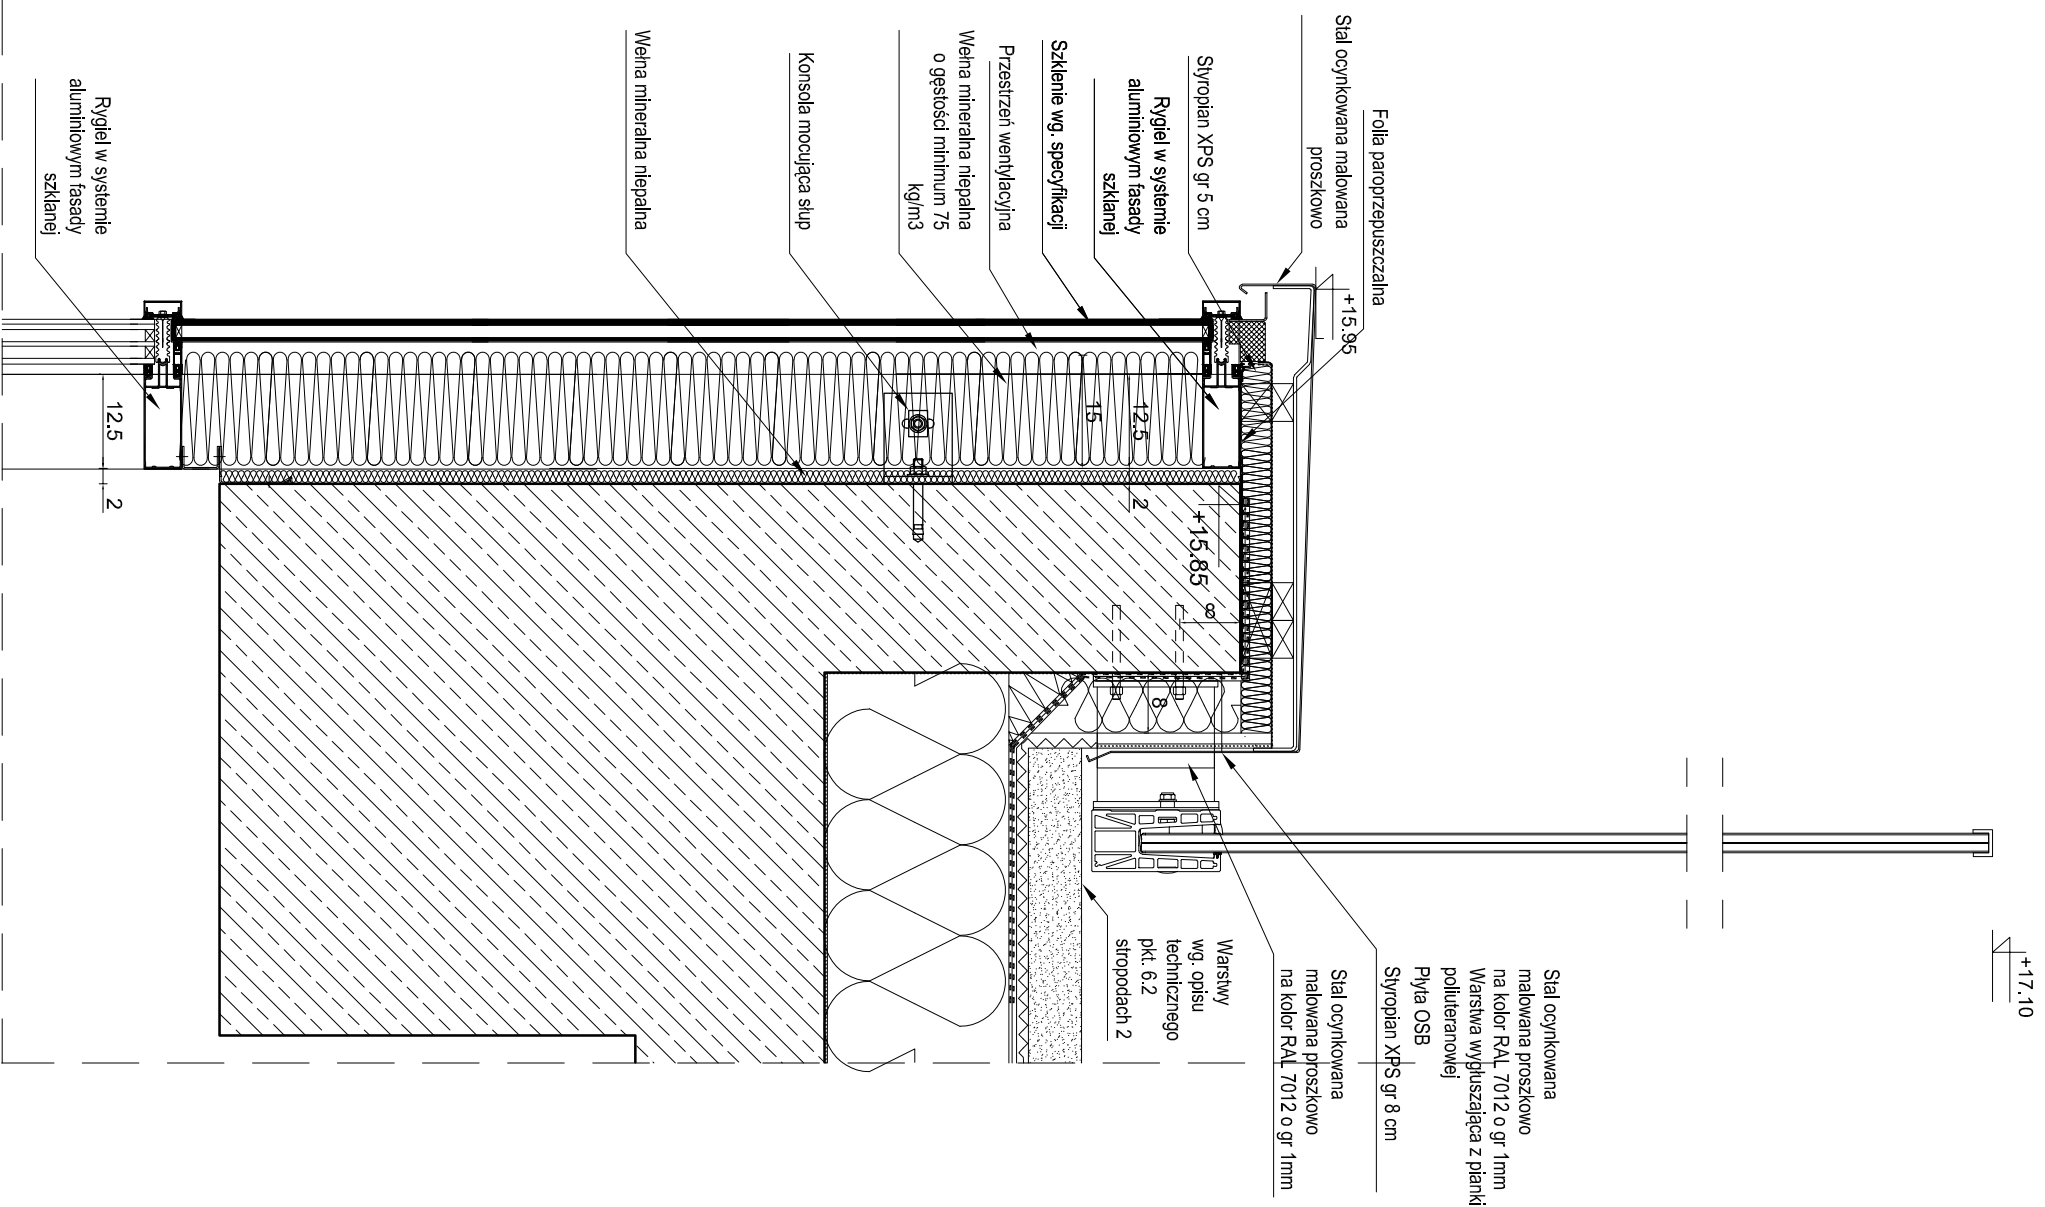 +17.10
Folia paroprzepuszczalna
Stal ocynkowana malowana
proszkowo
+15.95
Styropian XPS gr 5 cm
Rygiel w systemie
aluminiowym fasady
szklanej
Szklenie wg. specyfikacji
Przestrzeń wentylacyjna
Wełna mineralna niepalna
o gęstości minimum 75
kg/m3
Konsola mocująca słup
Wełna mineralna niepalna
Rygiel w systemie
aluminiowym fasady
szklanej
12.5
2
15
12.5
2
+15.85
8
8
Stal ocynkowana
malowana proszkowo
na kolor RAL 7012 o gr 1mm
Warstwa wygłuszająca z pianki
poliuteranowej
Płyta OSB
Styropian XPS gr 8 cm
Stal ocynkowana
malowana proszkowo
na kolor RAL 7012 o gr 1mm
Warstwy
wg. opisu
technicznego
pkt. 6.2
stropodach 2